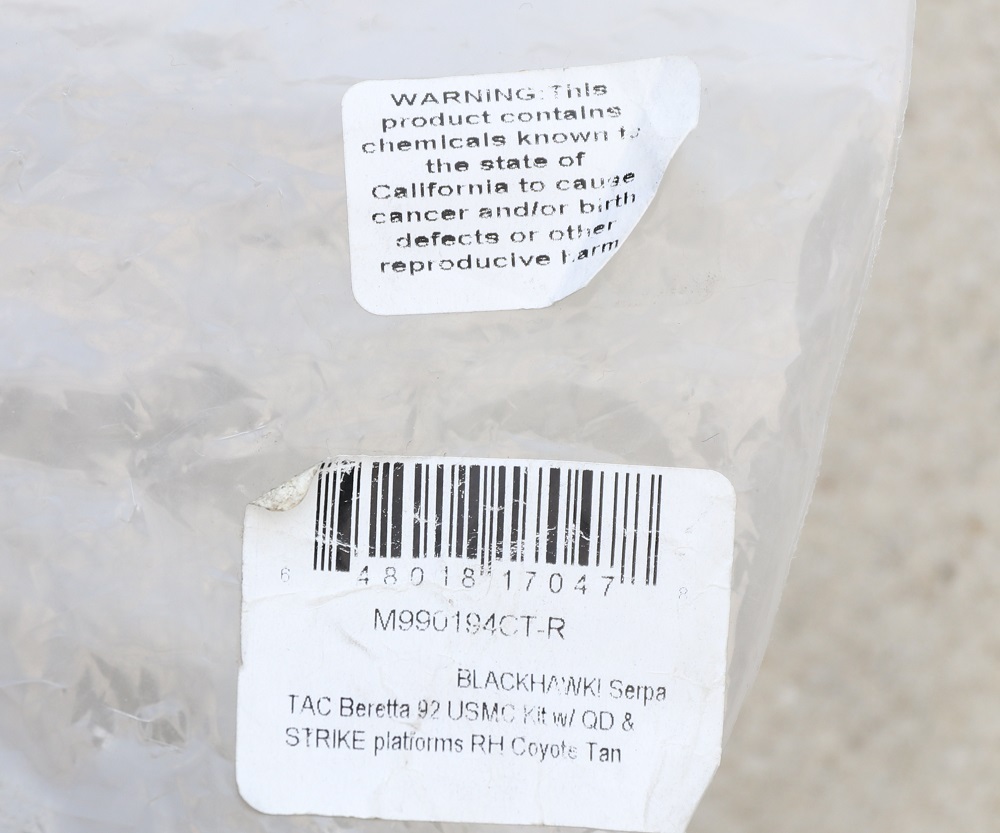 WARNING: This
product contains
chemicals known to
the state of
California to cause
cancer and/or birth
defects or other
reproducive harm
6 48018 17047 8
M990194CT-R
BLACKHAWK! Serpa
TAC Beretta 92 USMC Kit w/ QD &
STRIKE platforms RH Coyote Tan